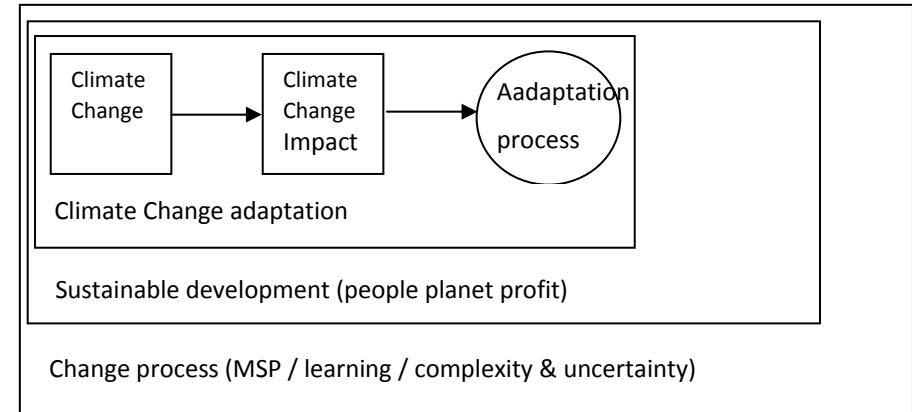 Climate
Change
Climate
Change
Impact
Aadaptation
process
Climate Change adaptation
Sustainable development (people planet profit)
Change process (MSP / learning / complexity & uncertainty)